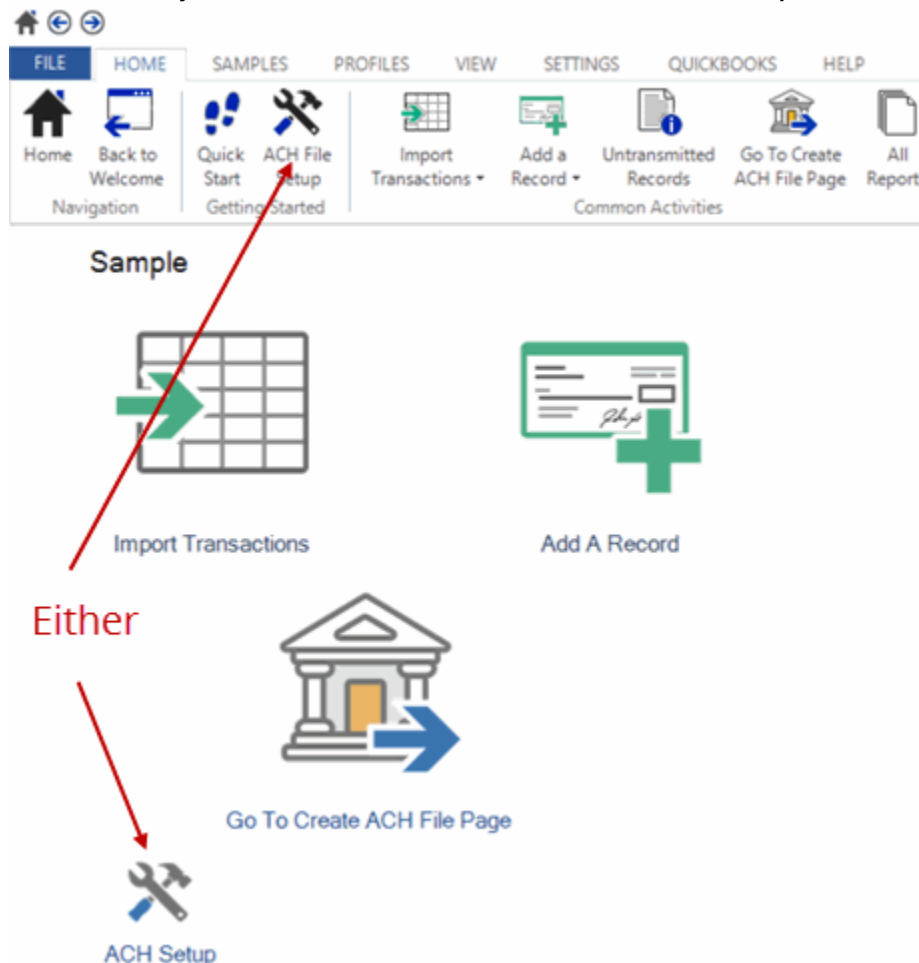 FILE HOME SAMPLES PROFILES VIEW SETTINGS QUICKBOOKS HELP
Home Back to Welcome Quick Start ACH File Setup Import Transactions Add a Record Untransmitted Records Go To Create ACH File Page All Report
Navigation Getting Started Common Activities
Sample
Import Transactions Add A Record
Either
Go To Create ACH File Page
ACH Setup